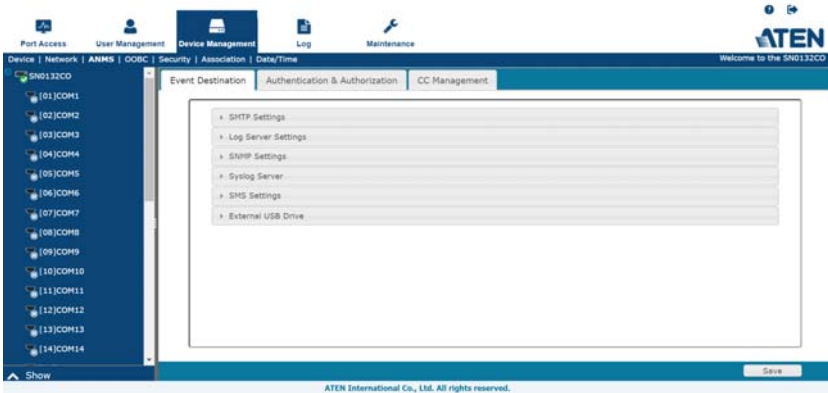 Port Access
User Management
Device Management
Log
Maintenance
ATEN
Device | Network | ANMS | OOBC | Security | Association | Date/Time
Welcome to the SN0132CO
SN0132CO
[01]COM1
[02]COM2
[03]COM3
[04]COM4
[05]COM5
[06]COM6
[07]COM7
[08]COM8
[09]COM9
[10]COM10
[11]COM11
[12]COM12
[13]COM13
[14]COM14
Show
Event Destination
Authentication & Authorization
CC Management
SMTP Settings
Log Server Settings
SNMP Settings
Syslog Server
SMS Settings
External USB Drive
Save
ATEN International Co., Ltd. All rights reserved.